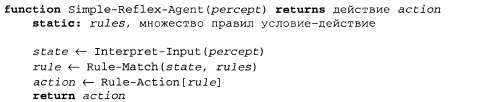 function Simple-Reflex-Agent(percept) returns действие action
static: rules, множество правил условие-действие
state ← Interpret-Input(percept)
rule ← Rule-Match(state, rules)
action ← Rule-Action[rule]
return action